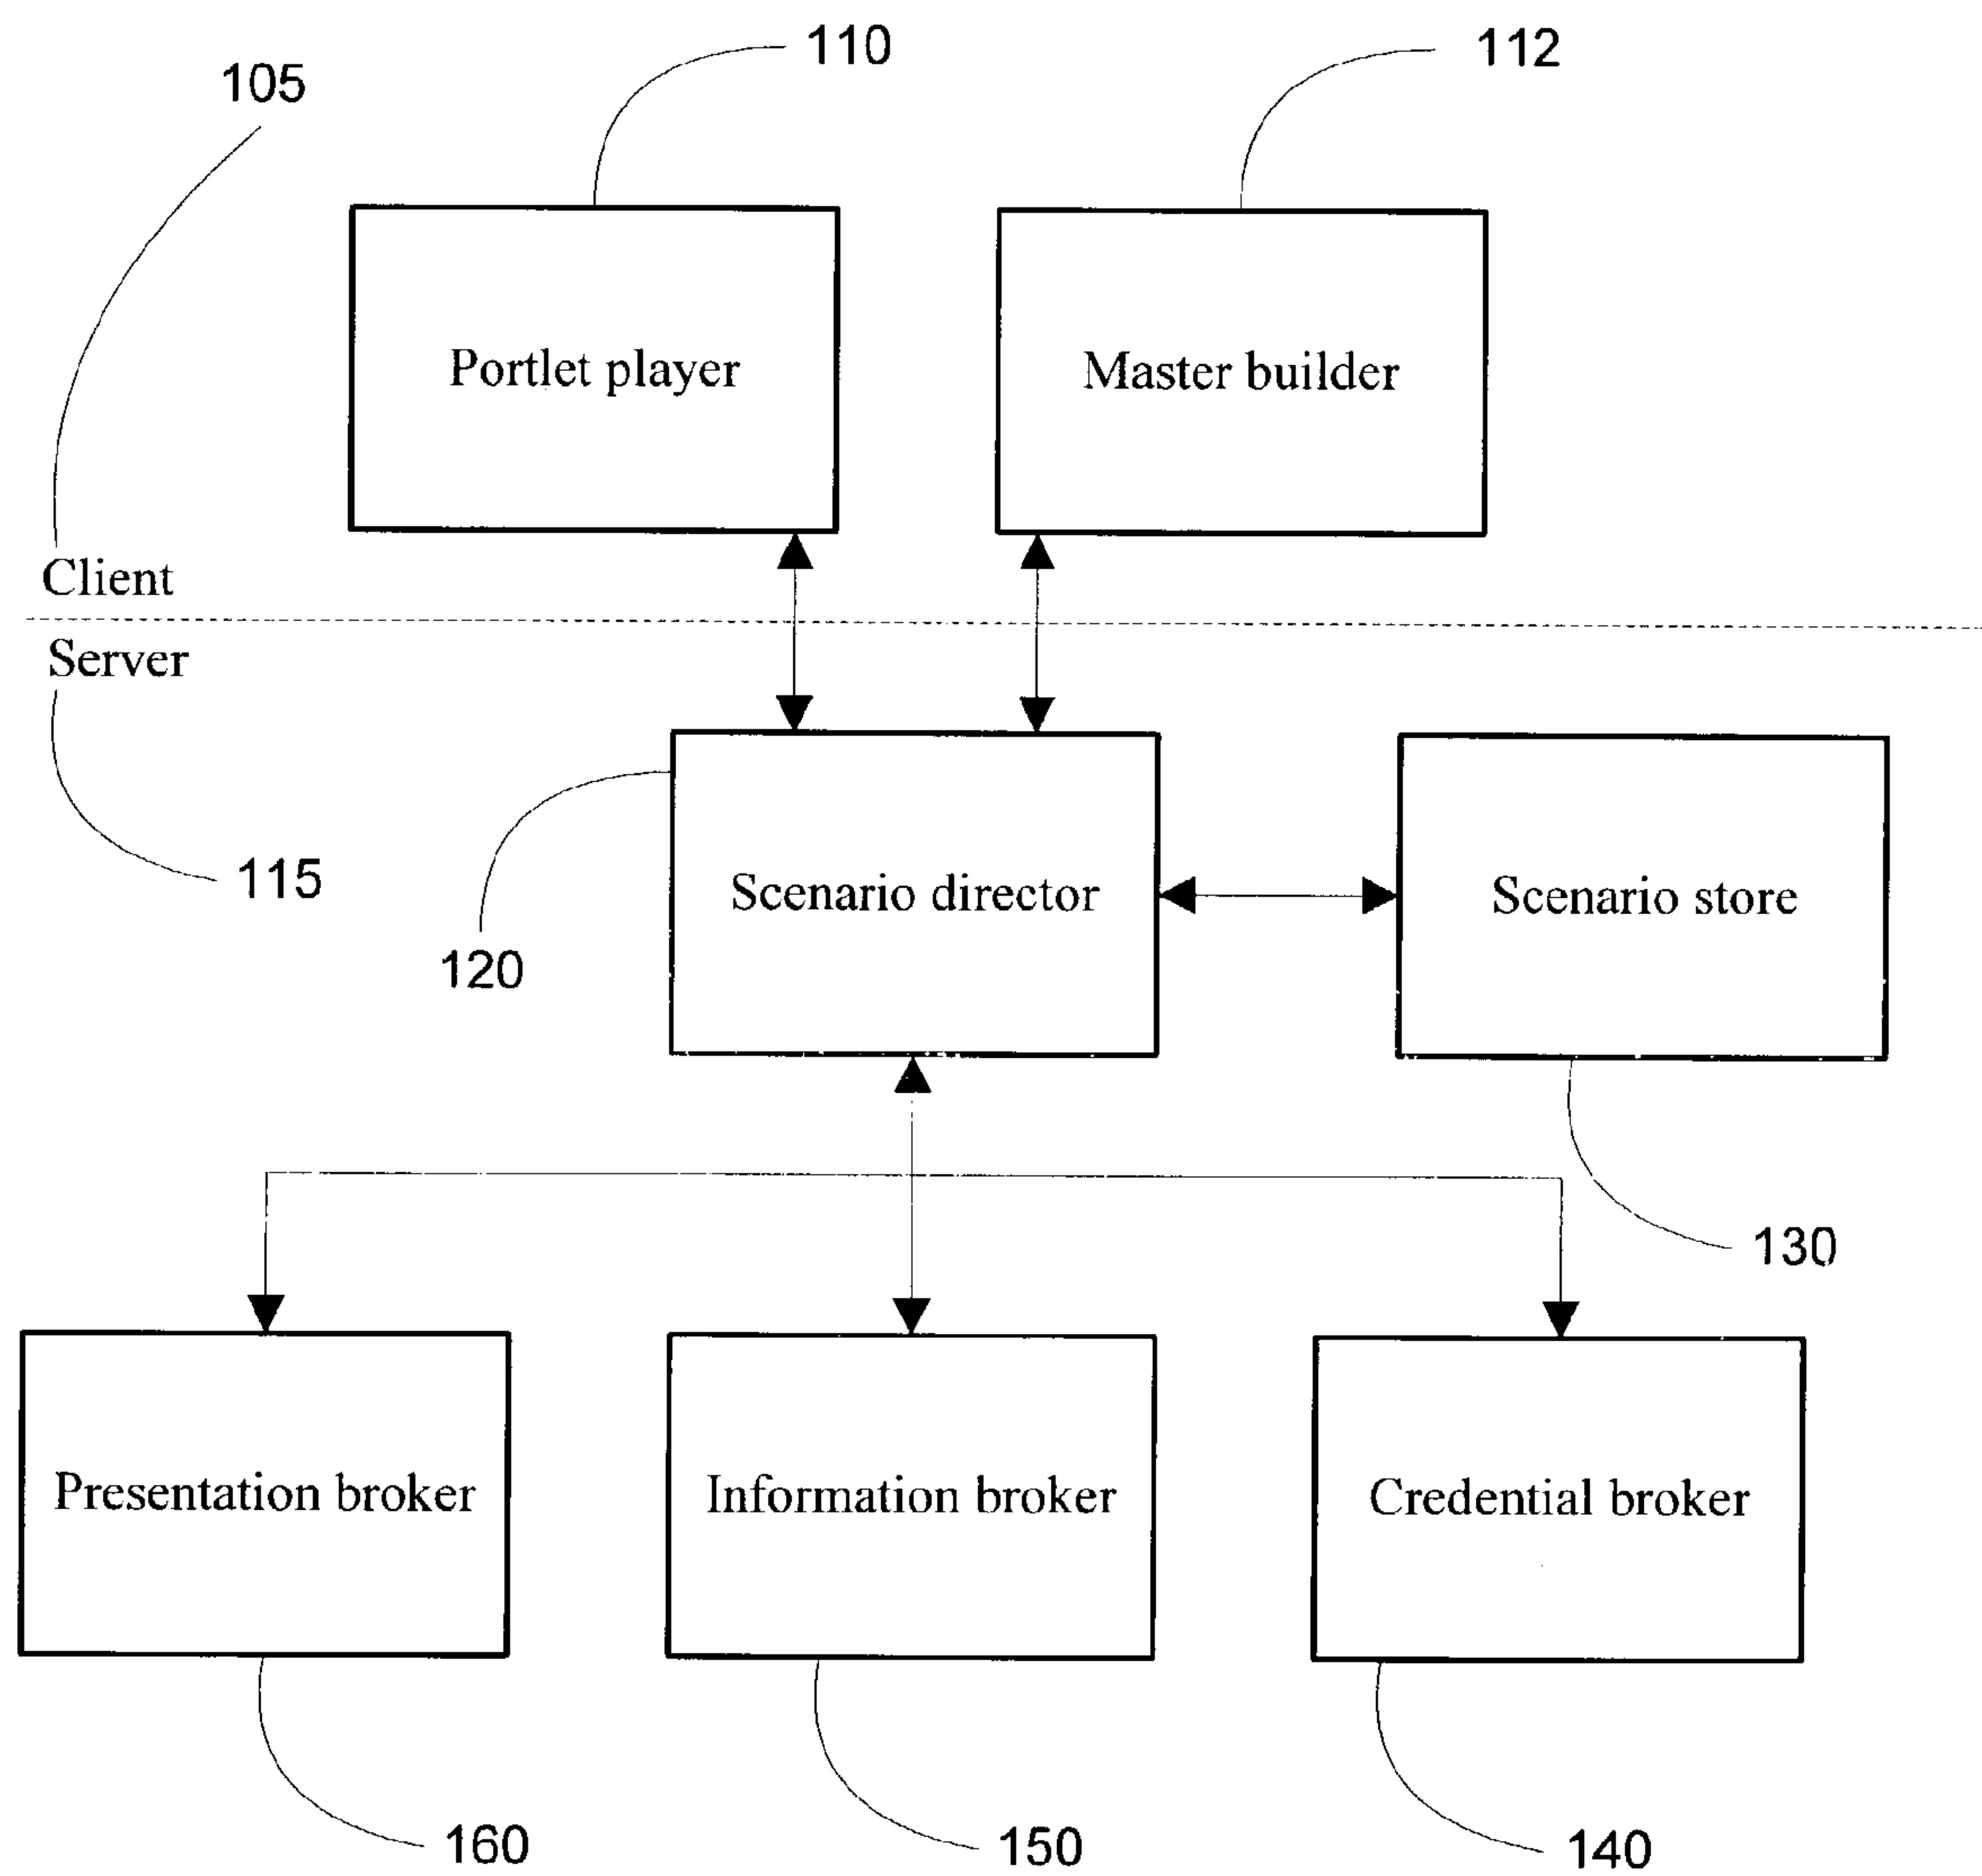 110
112
105
Portlet player
Master builder
Client
Server
115
Scenario director
Scenario store
120
130
Presentation broker
Information broker
Credential broker
160
150
140